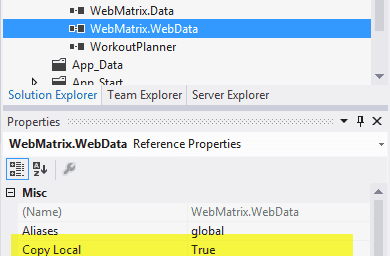 WebMatrix.Data
WebMatrix.WebData
WorkoutPlanner
App_Data
App_Start
Solution Explorer Team Explorer Server Explorer
Properties
WebMatrix.WebData Reference Properties
Misc
(Name) WebMatrix.WebData
Aliases global
Copy Local True